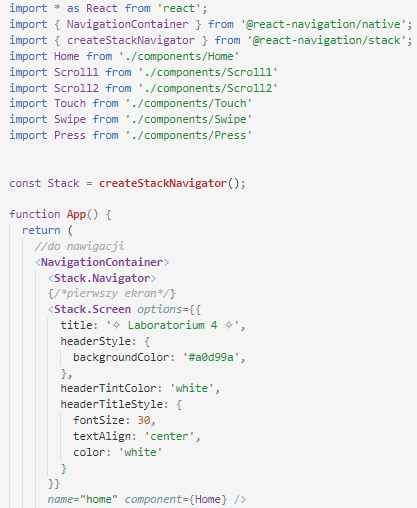 import * as React from 'react';
import { NavigationContainer } from '@react-navigation/native';
import { createStackNavigator } from '@react-navigation/stack';
import Home from './components/Home'
import Scroll1 from './components/Scroll1'
import Scroll2 from './components/Scroll2'
import Touch from './components/Touch'
import Swipe from './components/Swipe'
import Press from './components/Press'
const Stack = createStackNavigator();
function App() {
return (
//do nawigacji
<NavigationContainer>
<Stack.Navigator>
{/*pierwszy ekran*/}
<Stack.Screen options={{
title: '✧ Laboratorium 4 ✧',
headerStyle: {
backgroundColor: '#a0d99a',
},
headerTintColor: 'white',
headerTitleStyle: {
fontSize: 30,
textAlign: 'center',
color: 'white'
}
}}
name="home" component={Home} />